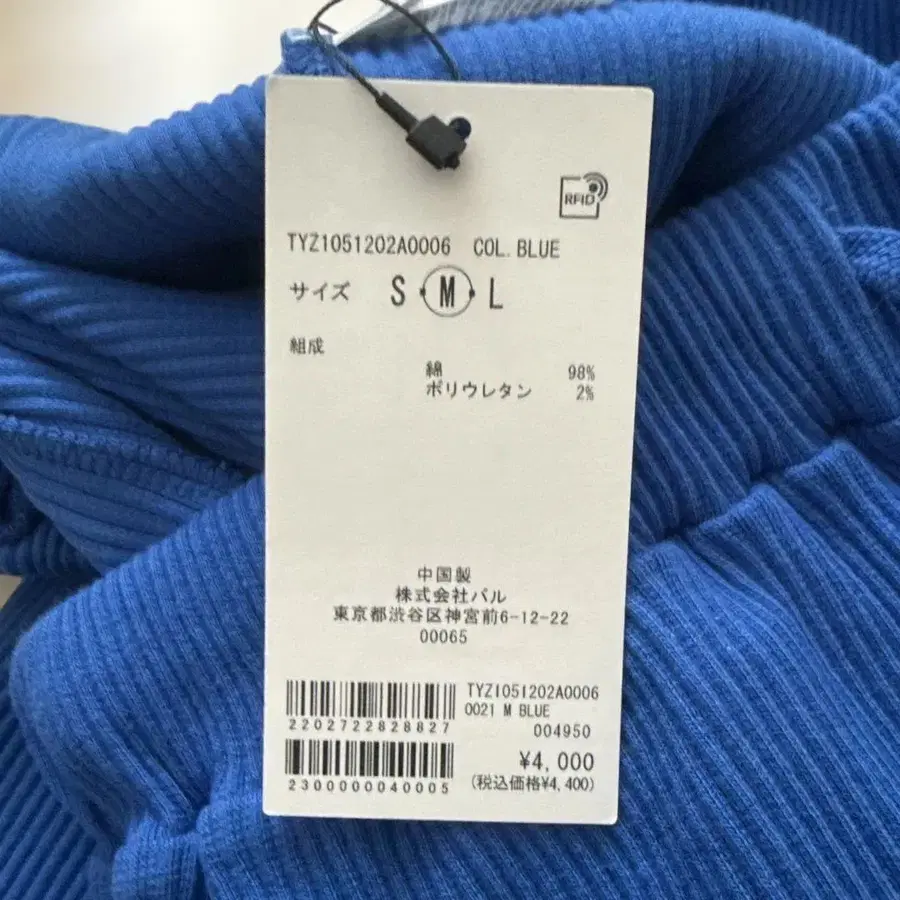 RFID
TYZ1051202A0006 COL. BLUE
サイズ S・M・L
組成
綿 98%
ポリウレタン 2%
中国製
株式会社パル
東京都渋谷区神宮前6-12-22
00065
TYZ1051202A0006
0021 M BLUE
2202722828827
004950
¥4,000
2300000040005
(税込価格¥4,400)